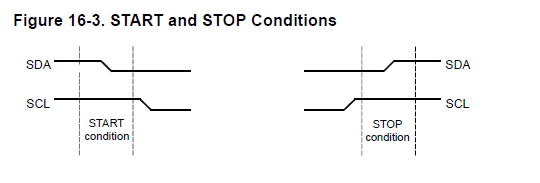 Figure 16-3. START and STOP Conditions
SDA
SDA
SCL
SCL
START
condition
STOP
condition